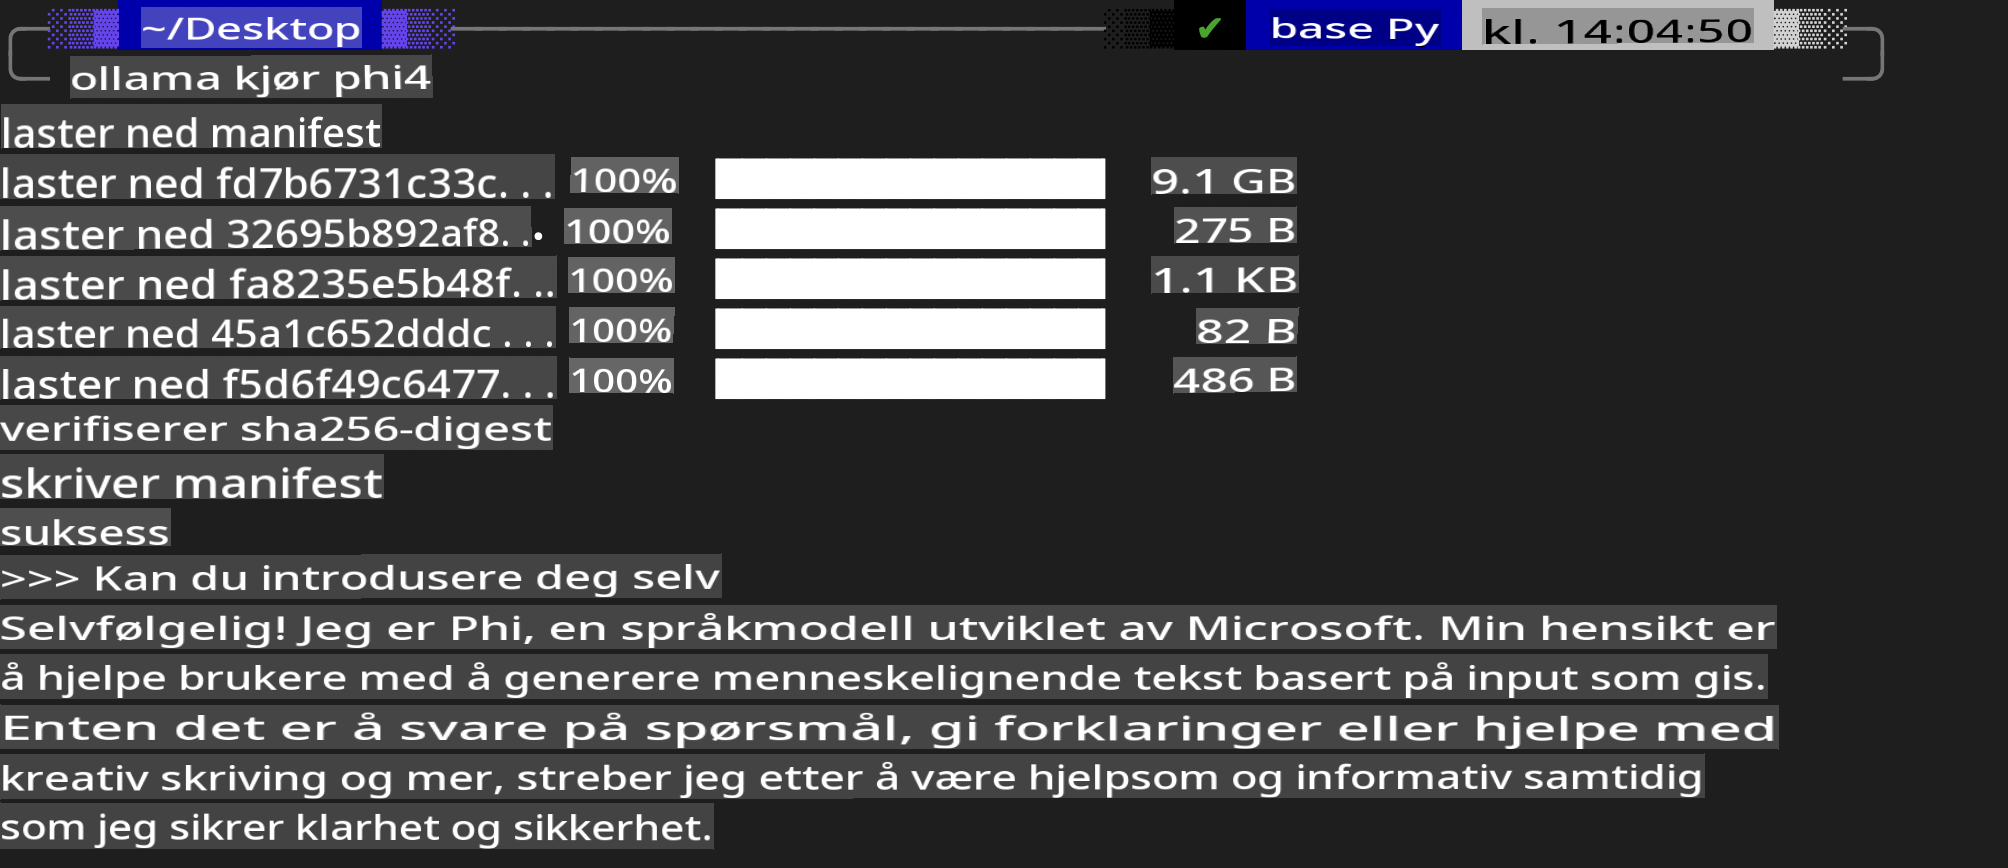 ~/Desktop ✔ base Py kl. 14:04:50
ollama kjør phi4
laster ned manifest
laster ned fd7b6731c33c. . . 100% 9.1 GB
laster ned 32695b892af8. . . 100% 275 B
laster ned fa8235e5b48f. . . 100% 1.1 KB
laster ned 45a1c652dddc . . . 100% 82 B
laster ned f5d6f49c6477. . . 100% 486 B
verifiserer sha256-digest
skriver manifest
suksess
>>> Kan du introdusere deg selv
Selvfølgelig! Jeg er Phi, en språkmodell utviklet av Microsoft. Min hensikt er
å hjelpe brukere med å generere menneskelignende tekst basert på input som gis.
Enten det er å svare på spørsmål, gi forklaringer eller hjelpe med
kreativ skriving og mer, streber jeg etter å være hjelpsom og informativ samtidig
som jeg sikrer klarhet og sikkerhet.